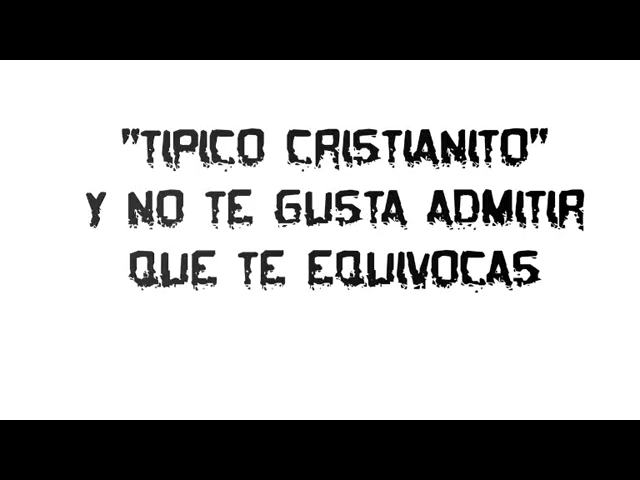 "TIPICO CRISTIANITO"
Y NO TE GUSTA ADMITIR
QUE TE EQUIVOCAS